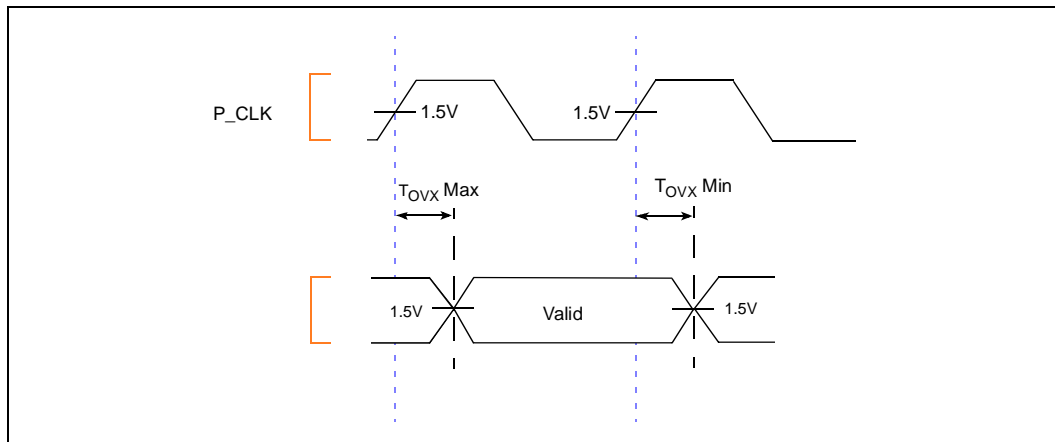 P_CLK
1.5V
1.5V
TOVX Max
TOVX Min
1.5V
Valid
1.5V